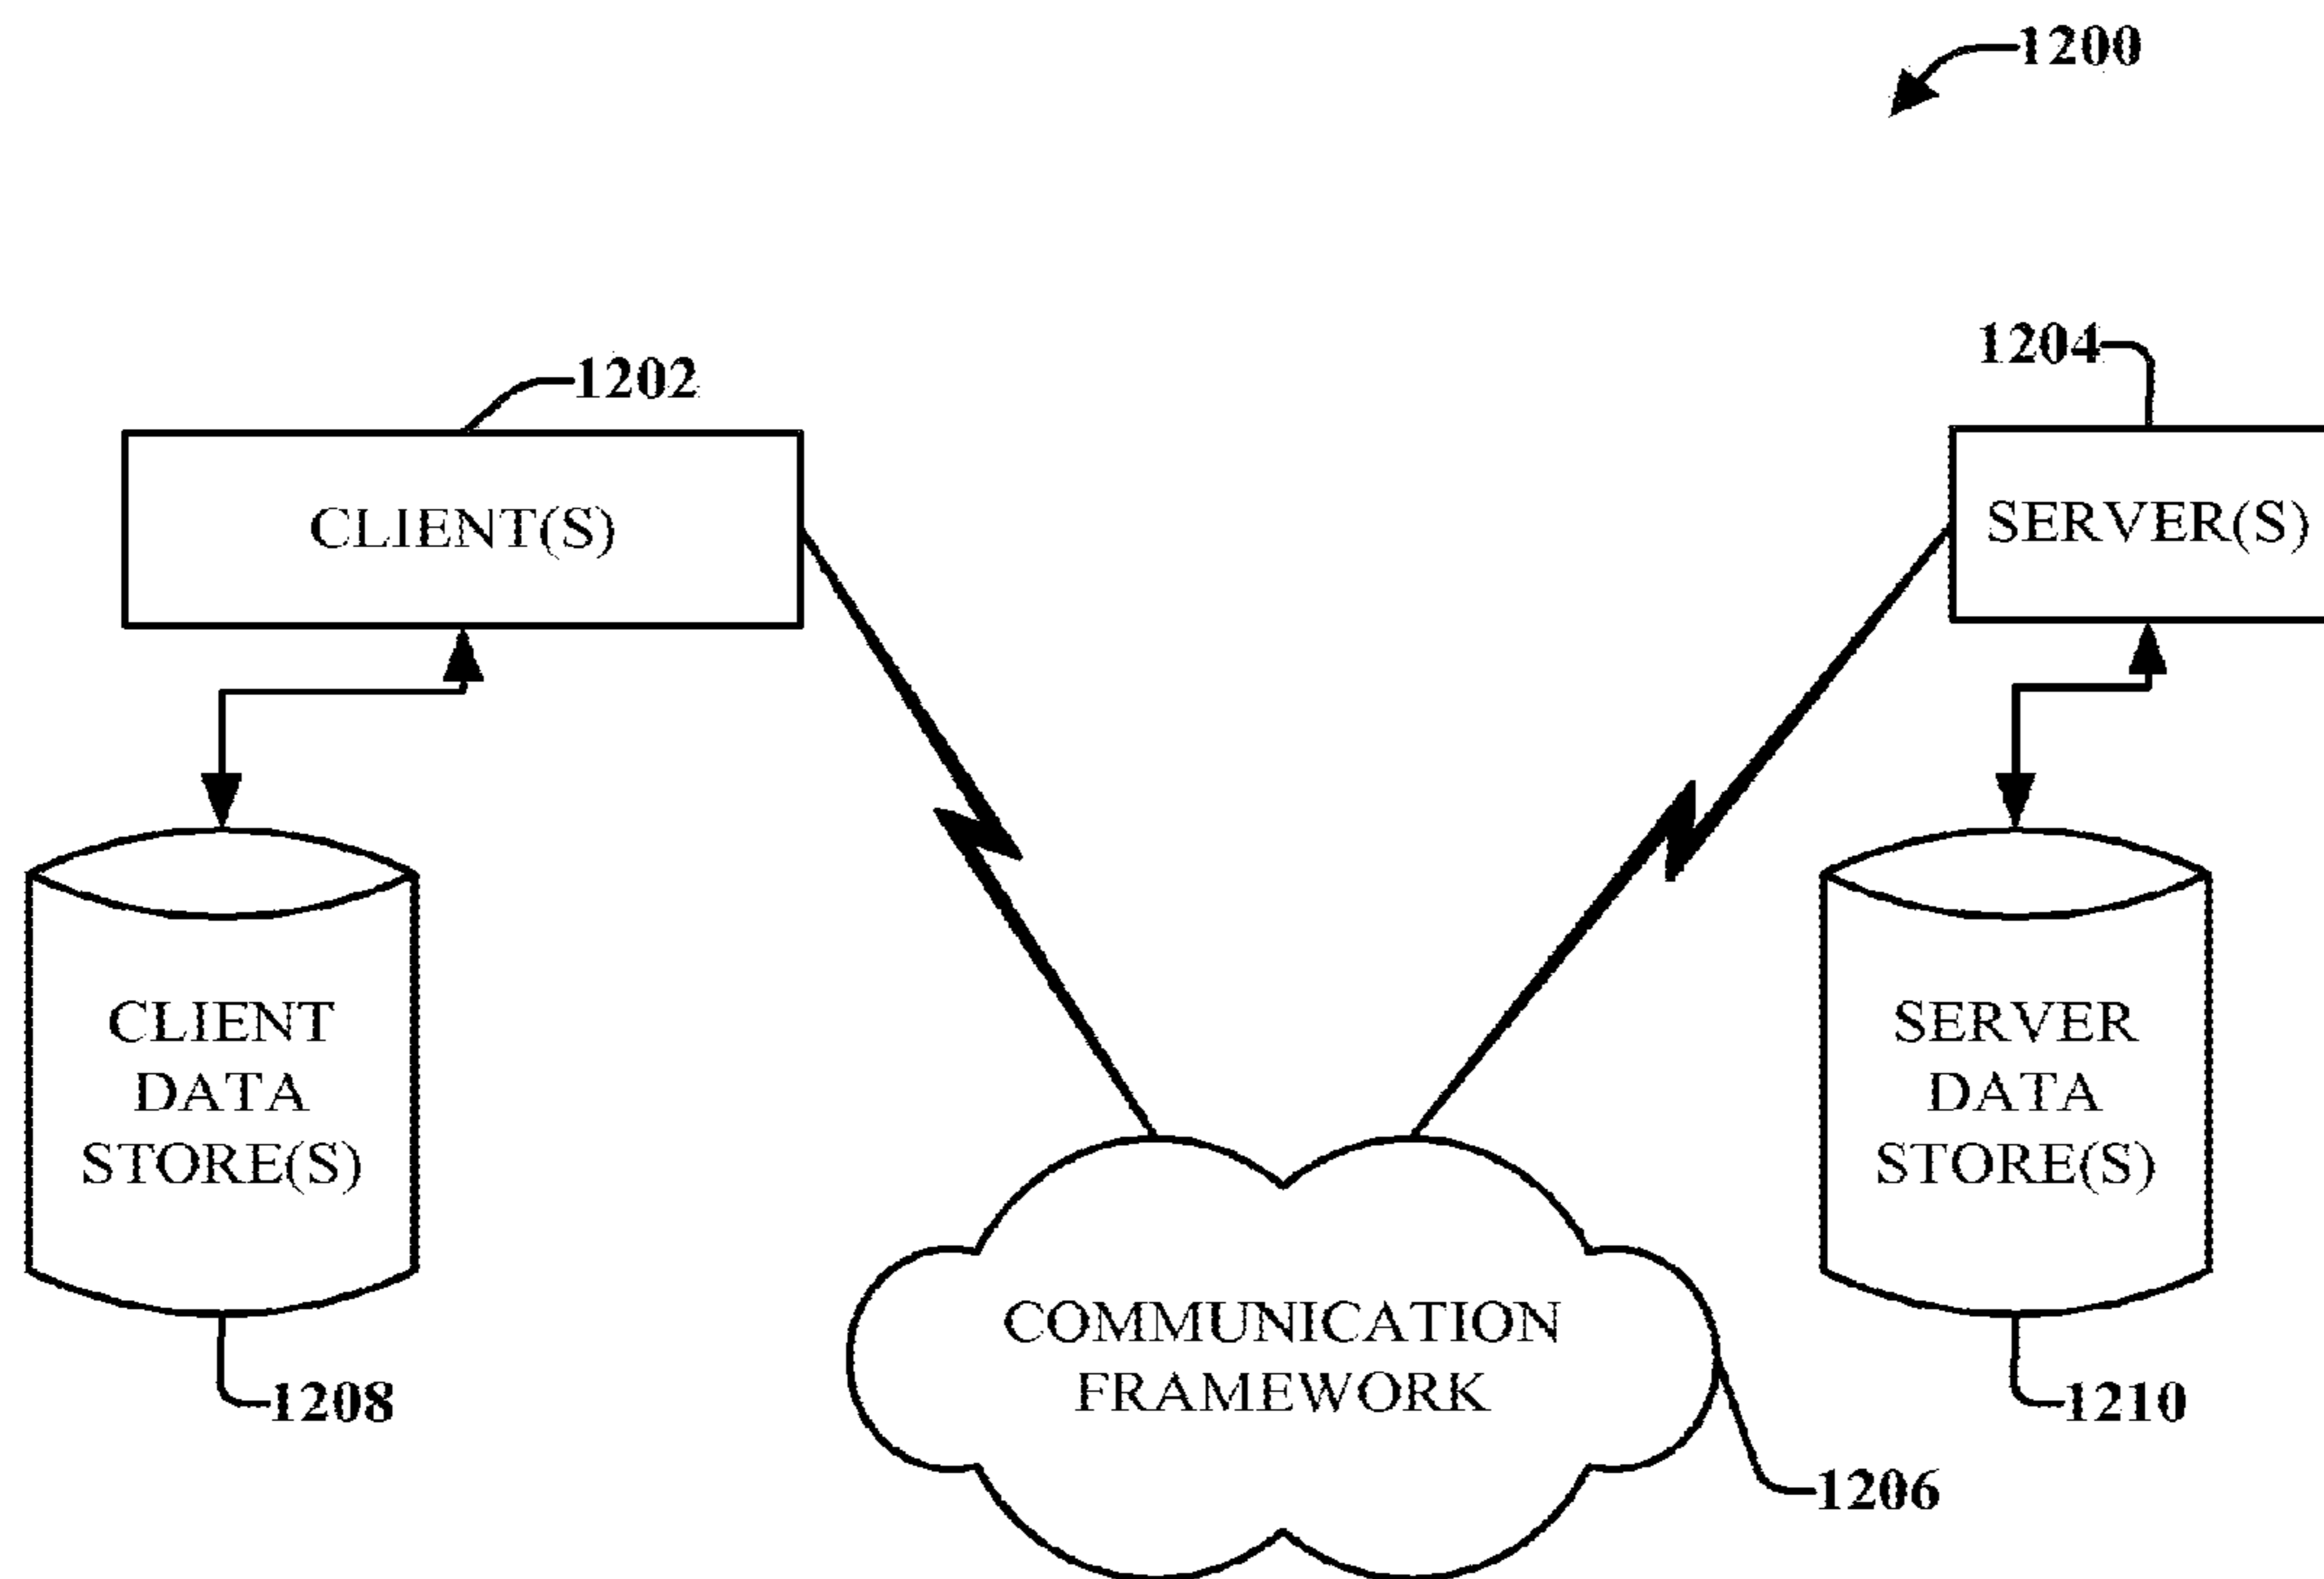 1200
1202
1204
CLIENT(S)
SERVER(S)
CLIENT
DATA
STORE(S)
SERVER
DATA
STORE(S)
COMMUNICATION
FRAMEWORK
1208
1210
1206